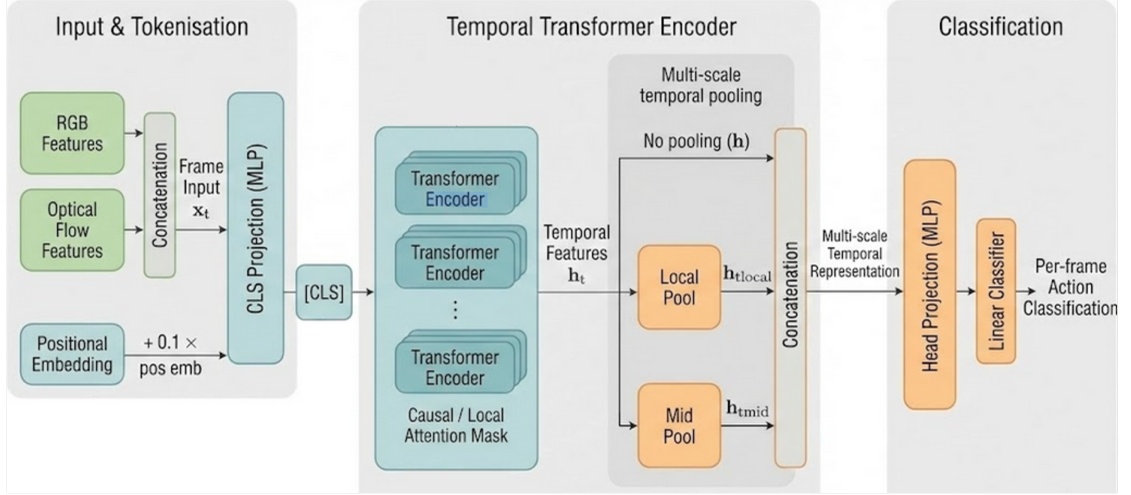 Input & Tokenisation
RGB
Features
Optical
Flow
Features
Concatenation
Frame
Input
xₜ
CLS Projection (MLP)
Positional
Embedding
+ 0.1 ×
pos emb
[CLS]
Temporal Transformer Encoder
Transformer
Encoder
Transformer
Encoder
⋮
Transformer
Encoder
Causal / Local
Attention Mask
Temporal
Features
hₜ
Multi-scale
temporal pooling
No pooling (h)
Local
Pool
htlocal
Mid
Pool
htmid
Concatenation
Multi-scale
Temporal
Representation
Classification
Head Projection (MLP)
Linear Classifier
Per-frame
Action
Classification